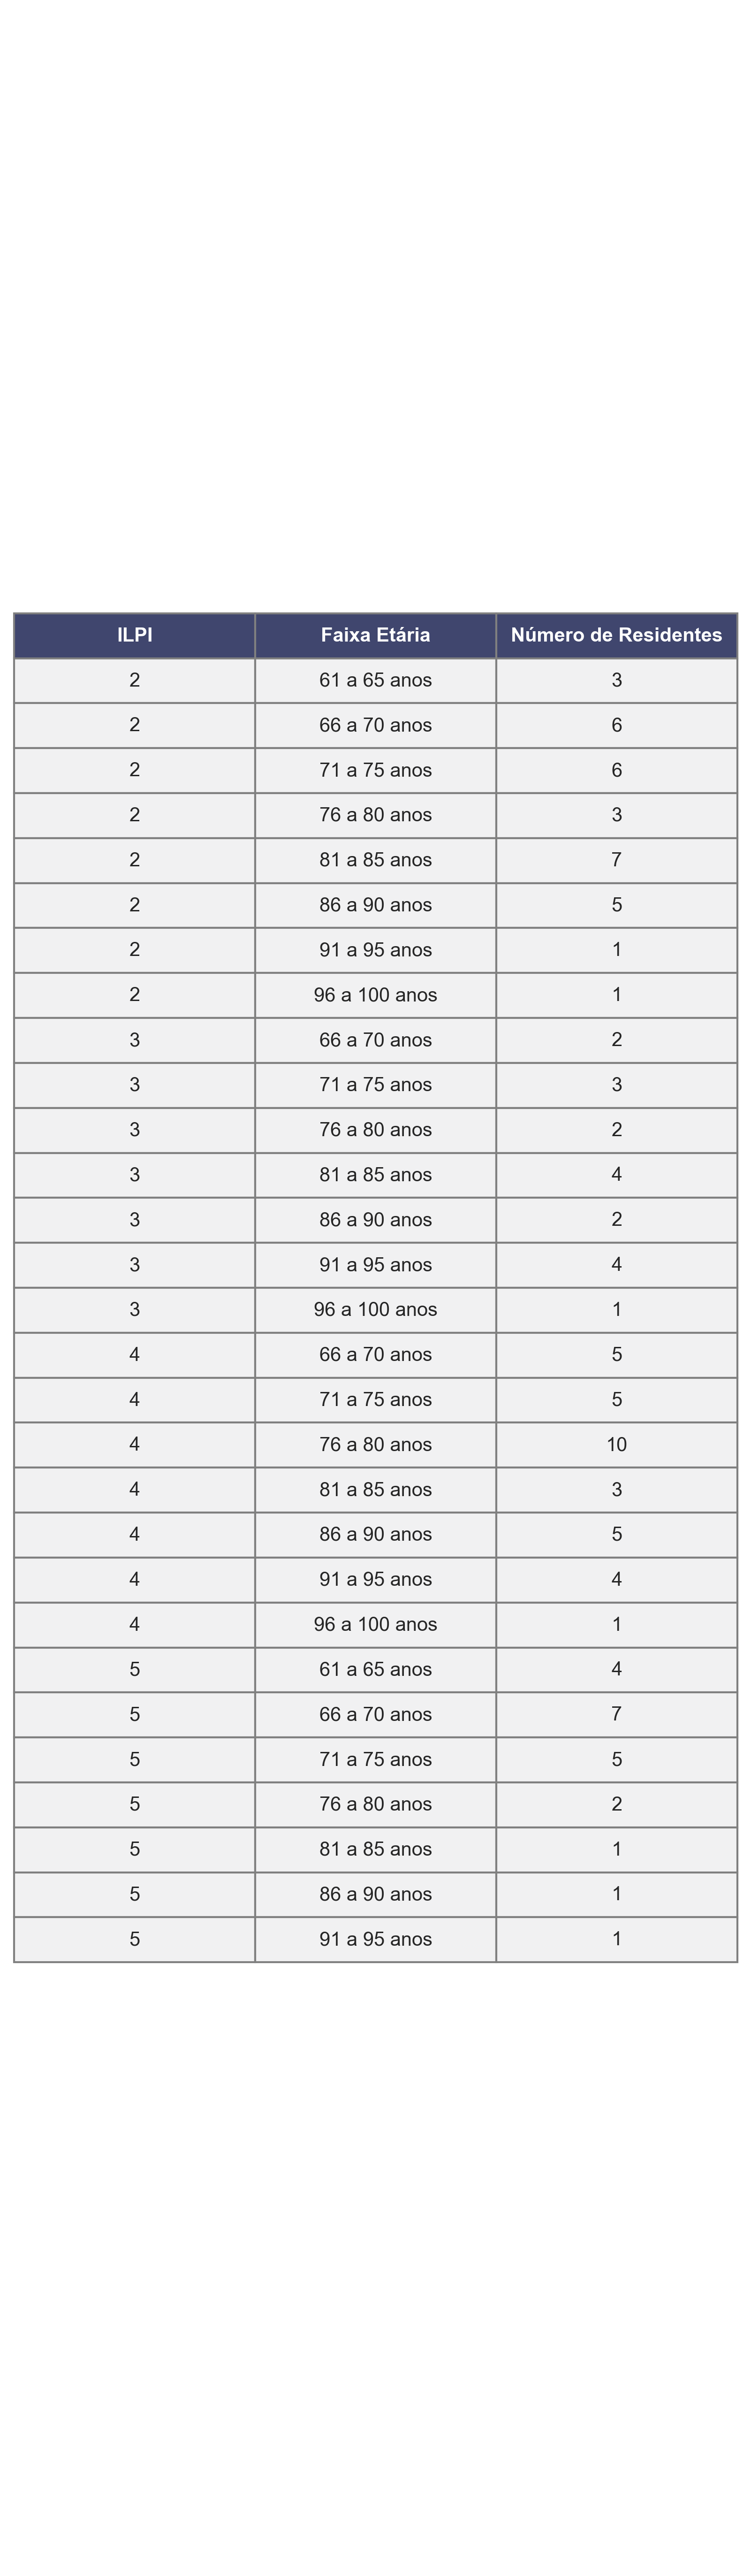 ILPI Faixa Etária Número de Residentes
2 61 a 65 anos 3
2 66 a 70 anos 6
2 71 a 75 anos 6
2 76 a 80 anos 3
2 81 a 85 anos 7
2 86 a 90 anos 5
2 91 a 95 anos 1
2 96 a 100 anos 1
3 66 a 70 anos 2
3 71 a 75 anos 3
3 76 a 80 anos 2
3 81 a 85 anos 4
3 86 a 90 anos 2
3 91 a 95 anos 4
3 96 a 100 anos 1
4 66 a 70 anos 5
4 71 a 75 anos 5
4 76 a 80 anos 10
4 81 a 85 anos 3
4 86 a 90 anos 5
4 91 a 95 anos 4
4 96 a 100 anos 1
5 61 a 65 anos 4
5 66 a 70 anos 7
5 71 a 75 anos 5
5 76 a 80 anos 2
5 81 a 85 anos 1
5 86 a 90 anos 1
5 91 a 95 anos 1